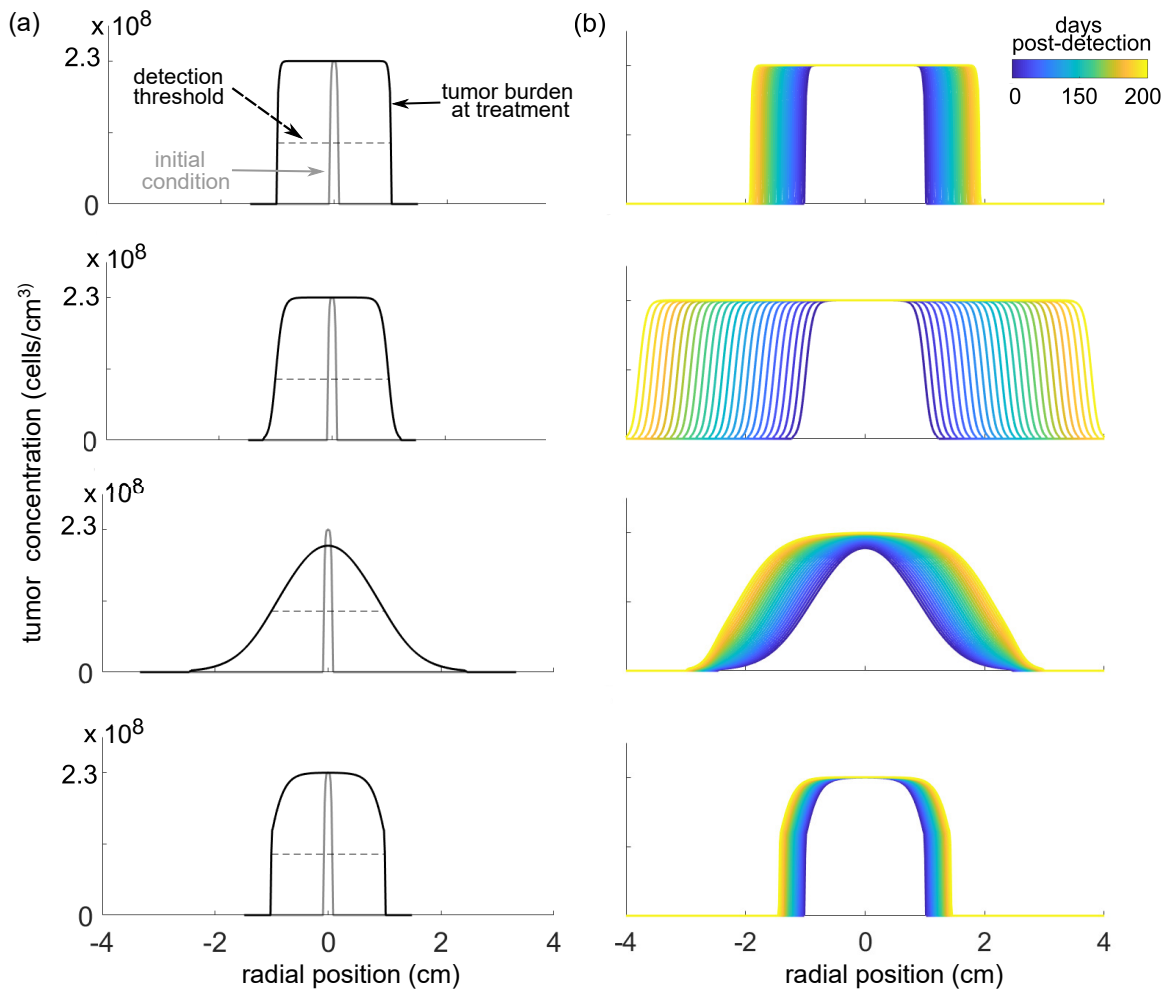 (a)
x 10^8
2.3
0
detection
threshold
tumor burden
at treatment
initial
condition
(b)
days
post-detection
0 150 200
x 10^8
2.3
0
x 10^8
2.3
0
x 10^8
2.3
0
tumor concentration (cells/cm^3)
-4 -2 0 2 4
radial position (cm)
-4 -2 0 2 4
radial position (cm)